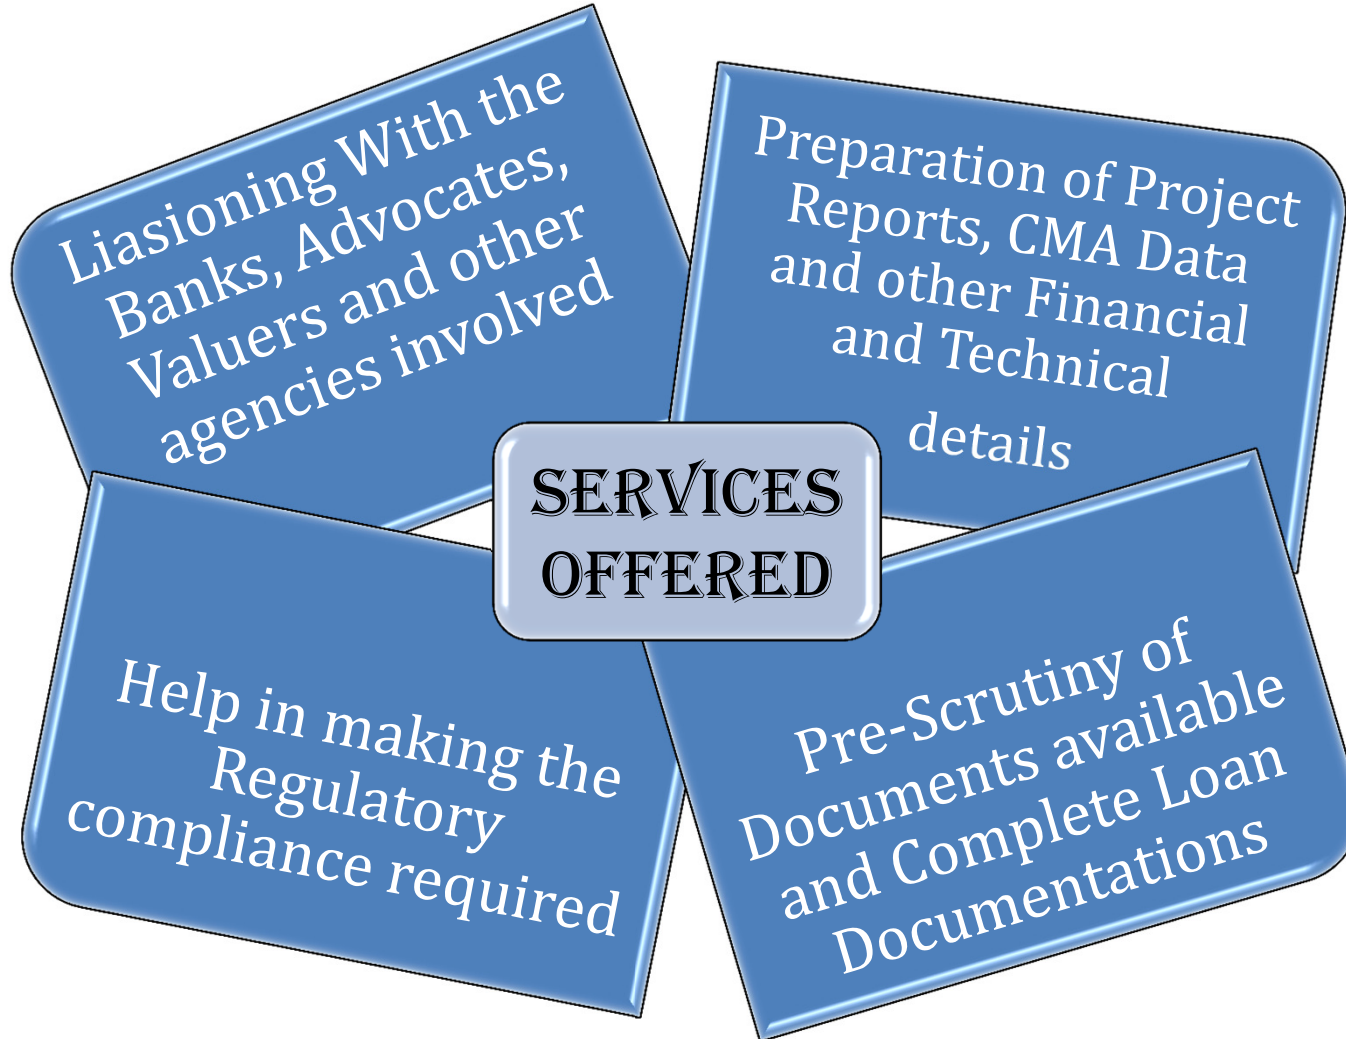 Liasioning With the
Banks, Advocates,
Valuers and other
agencies involved
Preparation of Project
Reports, CMA Data
and other Financial
and Technical
details
SERVICES
OFFERED
Help in making the
Regulatory
compliance required
Pre-Scrutiny of
Documents available
and Complete Loan
Documentations